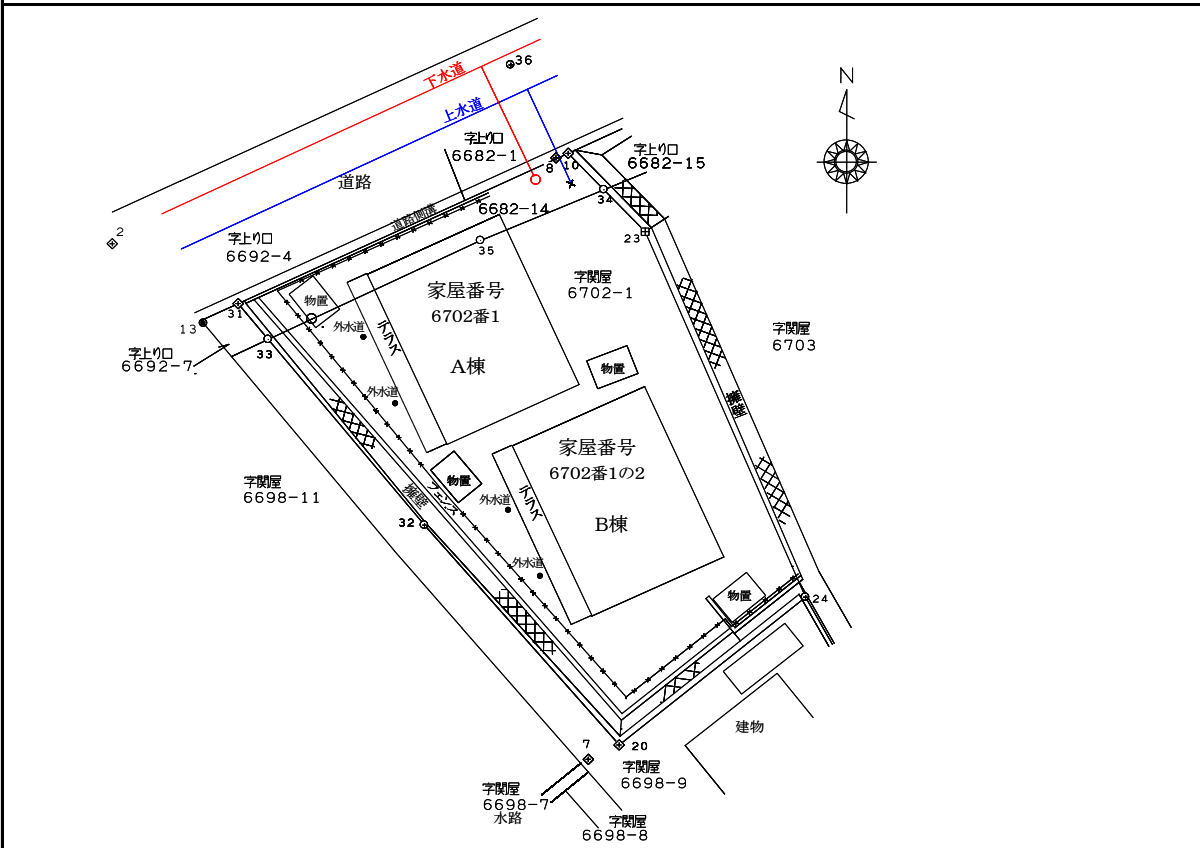 36
下水道
N
上水道
字上り口
6682-1
字上り口
6682-15
8
10
道路
34
6682-14
道路側溝
2
字上り口
6692-4
23
35
字関屋
6702-1
家屋番号
6702番1
物置
31
13
外水道
テラス
字関屋
6703
字上り口
6692-7
33
A棟
物置
外水道
擁壁
家屋番号
6702番1の2
字関屋
6698-11
物置
擁壁
フェンス
外水道
テラス
32
B棟
外水道
物置
24
建物
7
20
字関屋
6698-9
字関屋
6698-7
水路
字関屋
6698-8